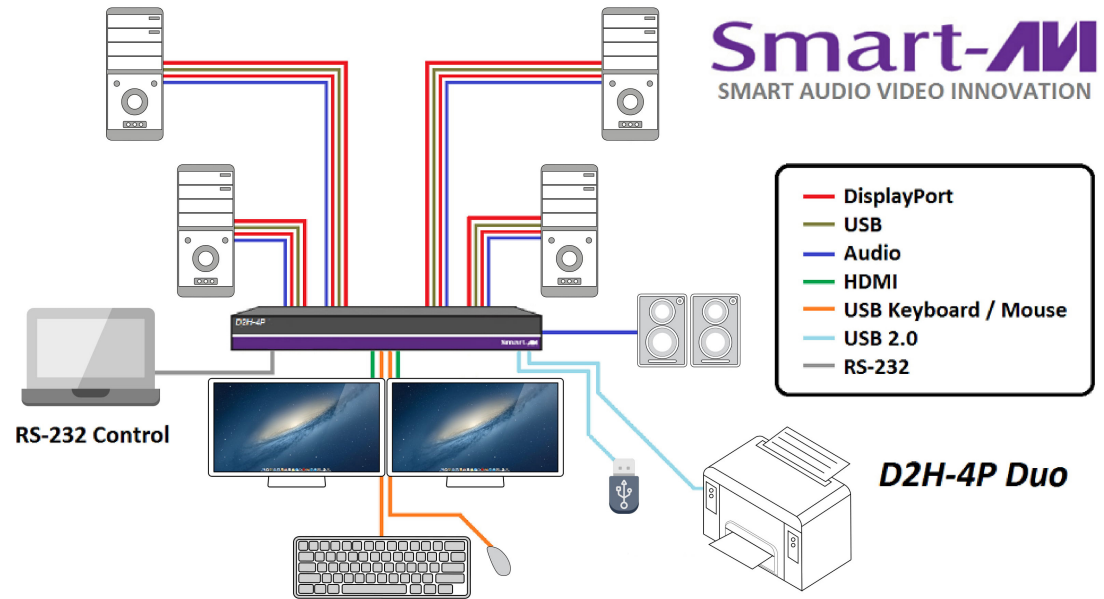 Smart-AVI
SMART AUDIO VIDEO INNOVATION
DisplayPort
USB
Audio
HDMI
USB Keyboard / Mouse
USB 2.0
RS-232
D2H-4P
Smart-AVI
RS-232 Control
D2H-4P Duo